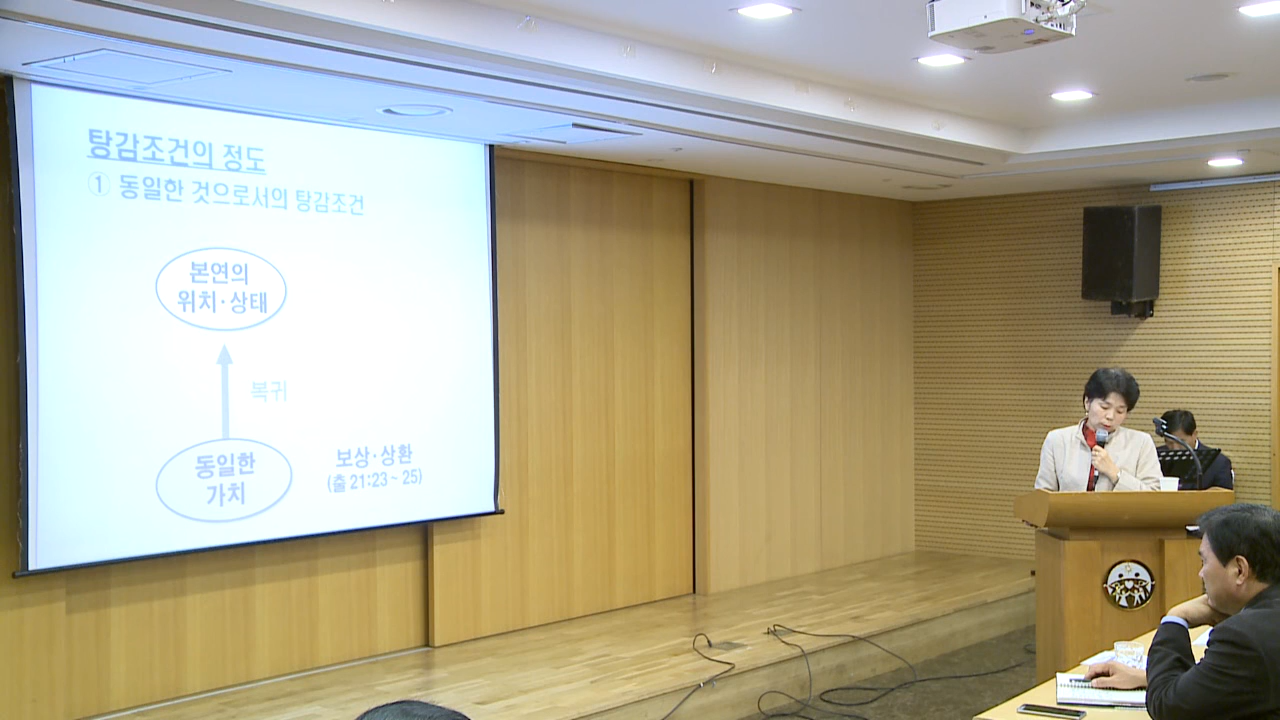 탕감조건의 정도
① 동일한 것으로서의 탕감조건
본연의
위치·상태
복귀
동일한
가치
보상·상환
(출 21:23 ~ 25)